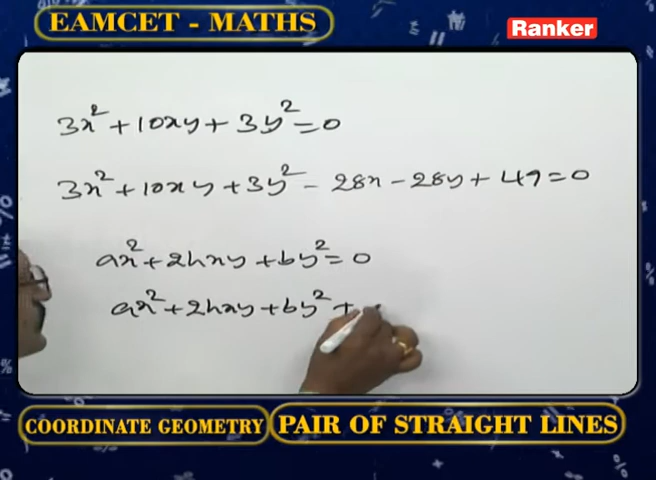 EAMCET - MATHS
Ranker
3x² + 10xy + 3y² = 0
3x² + 10xy + 3y² - 28x - 28y + 49 = 0
ax² + 2hxy + by² = 0
ax² + 2hxy + by² +
COORDINATE GEOMETRY
PAIR OF STRAIGHT LINES